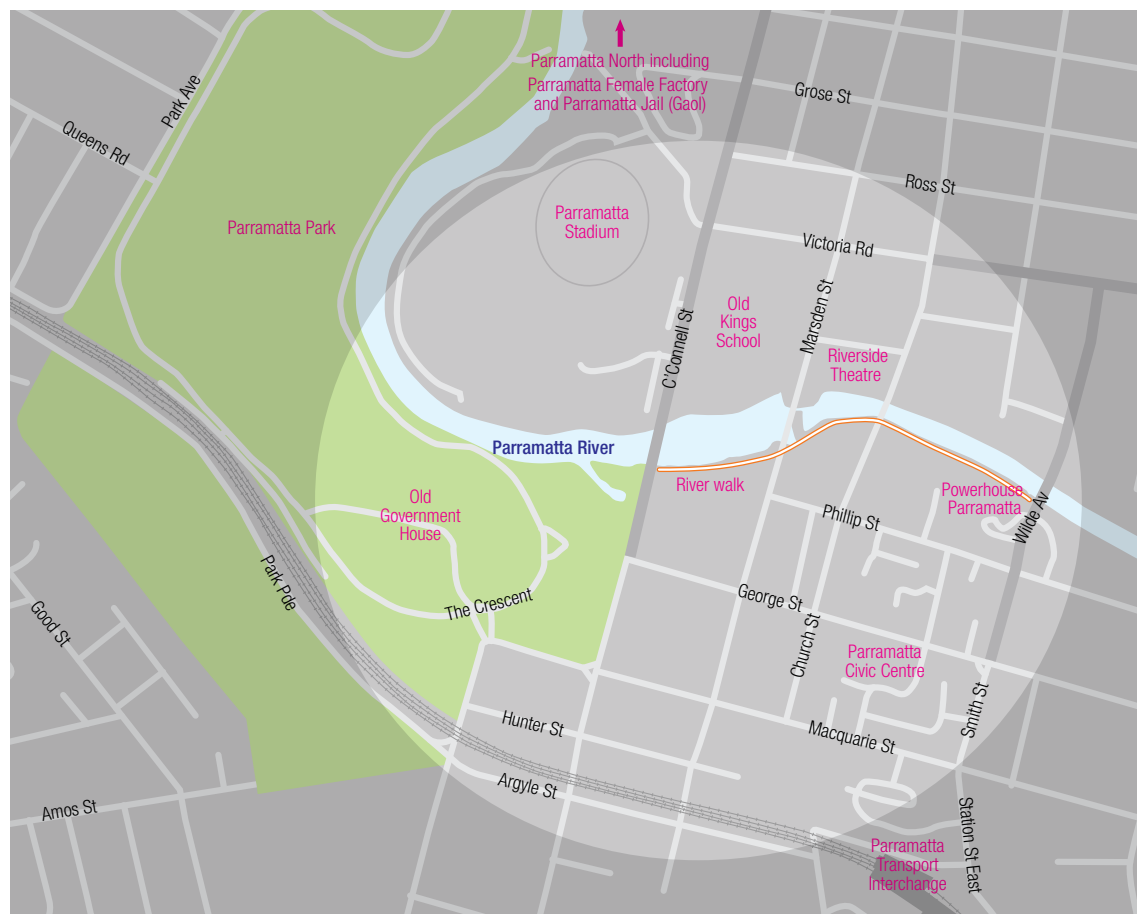 Parramatta North including
Parramatta Female Factory
and Parramatta Jail (Gaol)
Grose St
Park Ave
Queens Rd
Ross St
Parramatta Park
Parramatta
Stadium
Victoria Rd
Old
Kings
School
Marsden St
C'Connell St
Riverside
Theatre
Parramatta River
River walk
Old
Government
House
Powerhouse
Parramatta
Wilde Av
Phillip St
Park Pde
The Crescent
George St
Good St
Church St
Parramatta
Civic Centre
Smith St
Hunter St
Macquarie St
Argyle St
Amos St
Station St East
Parramatta
Transport
Interchange